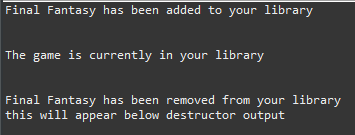 Final Fantasy has been added to your library
The game is currently in your library
Final Fantasy has been removed from your library
this will appear below destructor output